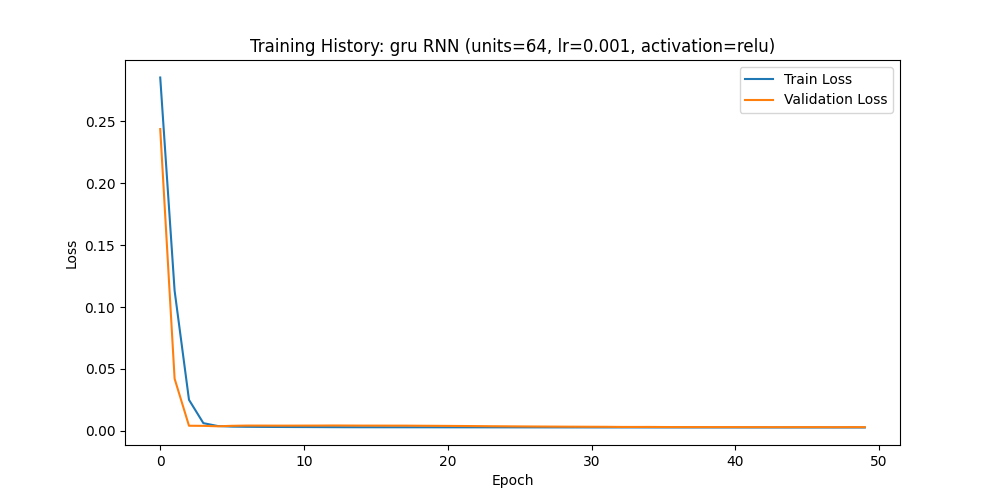 Training History: gru RNN (units=64, lr=0.001, activation=relu)
Train Loss
Validation Loss
0.25
0.20
0.15
0.10
0.05
0.00
Loss
0 10 20 30 40 50
Epoch